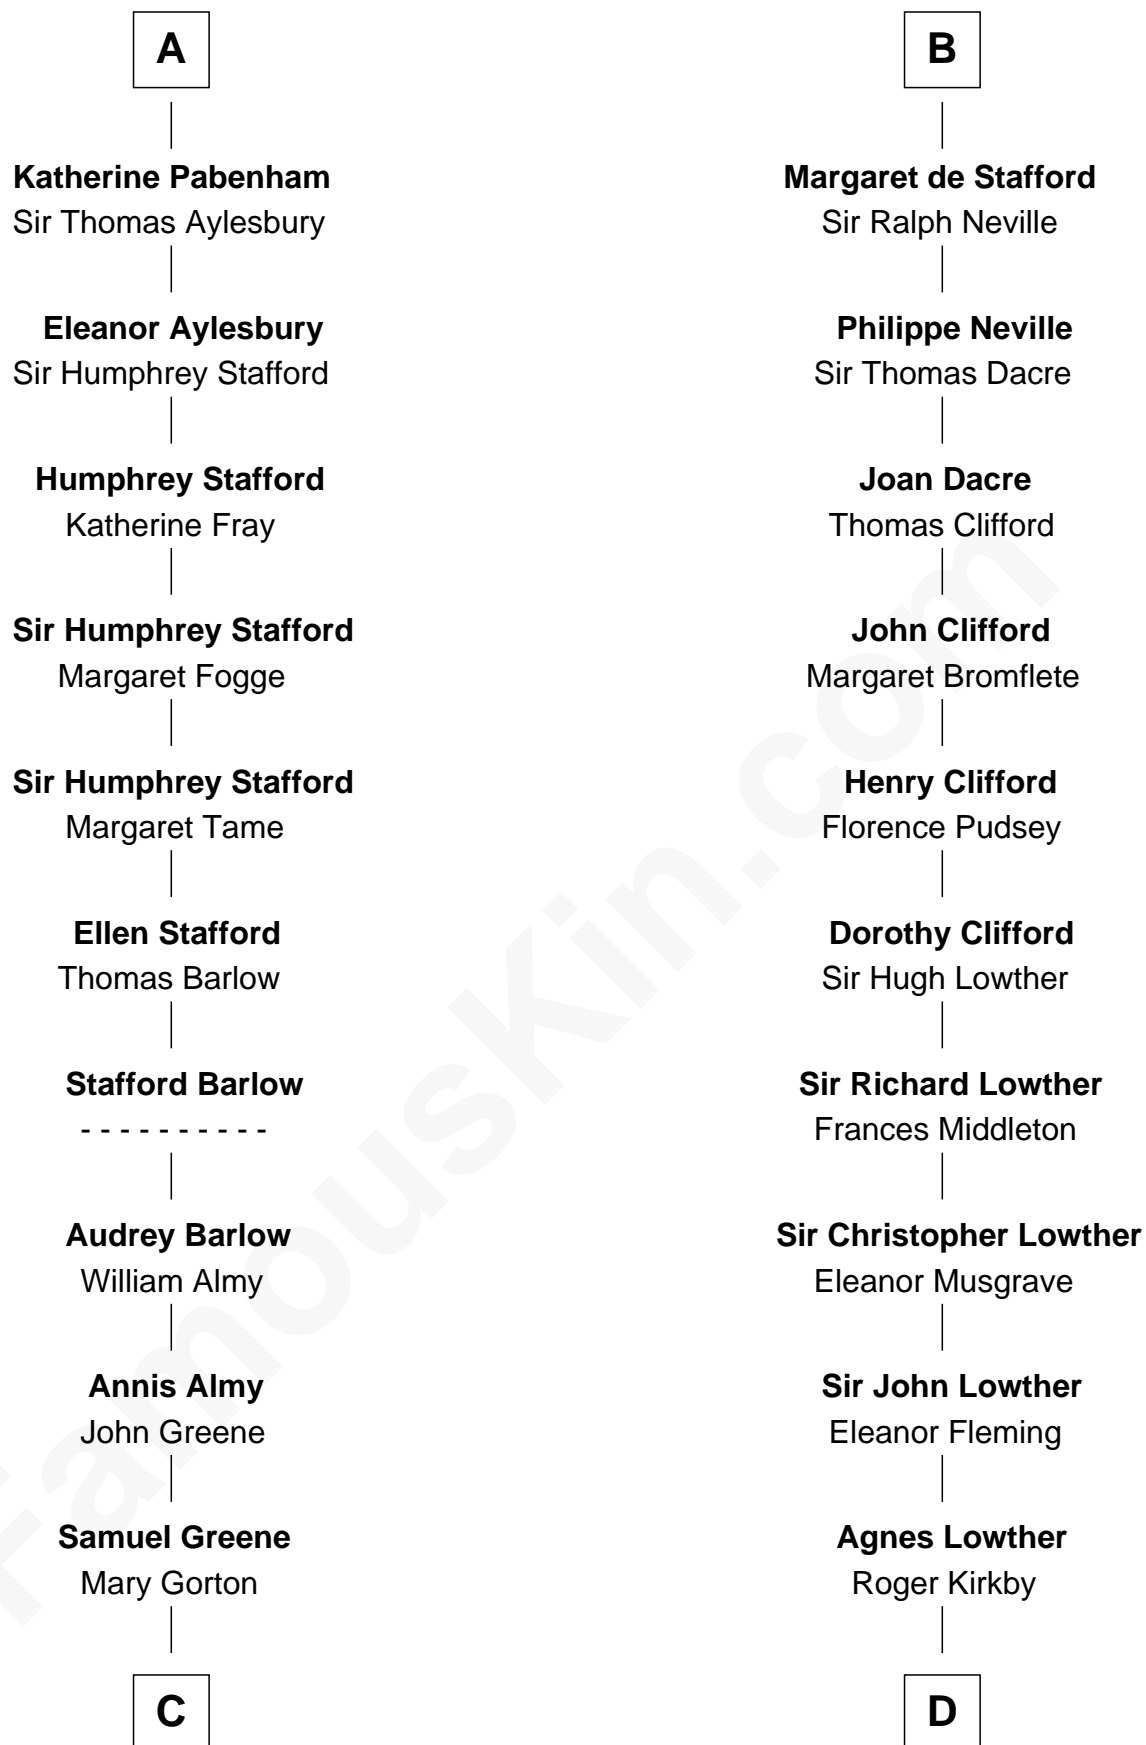 A
Katherine Pabenham
Sir Thomas Aylesbury
Eleanor Aylesbury
Sir Humphrey Stafford
Humphrey Stafford
Katherine Fray
Sir Humphrey Stafford
Margaret Fogge
Sir Humphrey Stafford
Margaret Tame
Ellen Stafford
Thomas Barlow
Stafford Barlow
- - - - - - - - - -
Audrey Barlow
William Almy
Annis Almy
John Greene
Samuel Greene
Mary Gorton
C
B
Margaret de Stafford
Sir Ralph Neville
Philippe Neville
Sir Thomas Dacre
Joan Dacre
Thomas Clifford
John Clifford
Margaret Bromflete
Henry Clifford
Florence Pudsey
Dorothy Clifford
Sir Hugh Lowther
Sir Richard Lowther
Frances Middleton
Sir Christopher Lowther
Eleanor Musgrave
Sir John Lowther
Eleanor Fleming
Agnes Lowther
Roger Kirkby
D
FamousKin.com